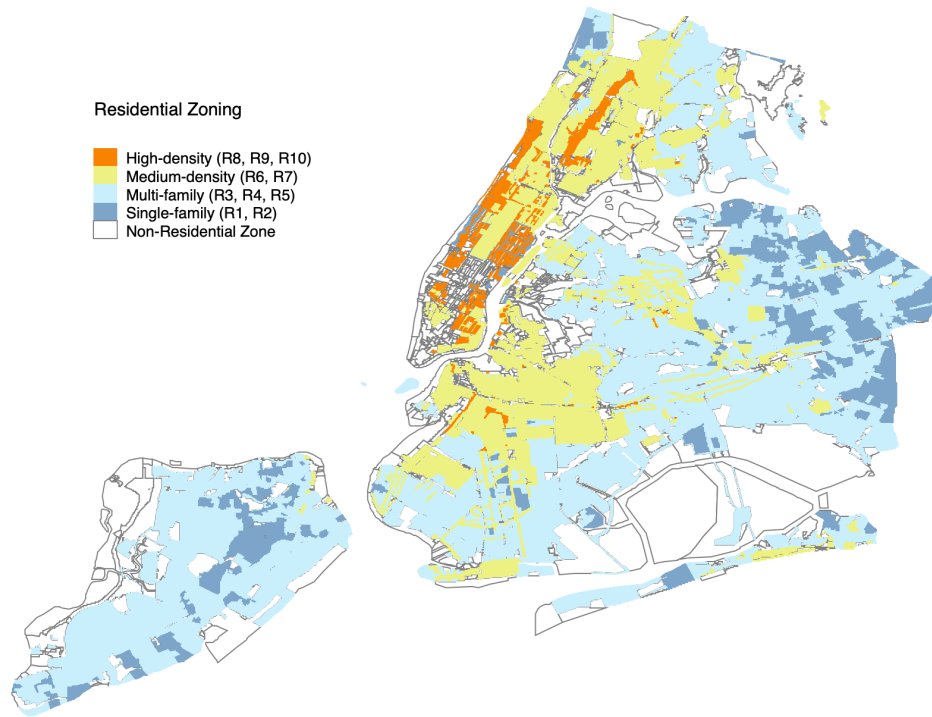 Residential Zoning
High-density (R8, R9, R10)
Medium-density (R6, R7)
Multi-family (R3, R4, R5)
Single-family (R1, R2)
Non-Residential Zone